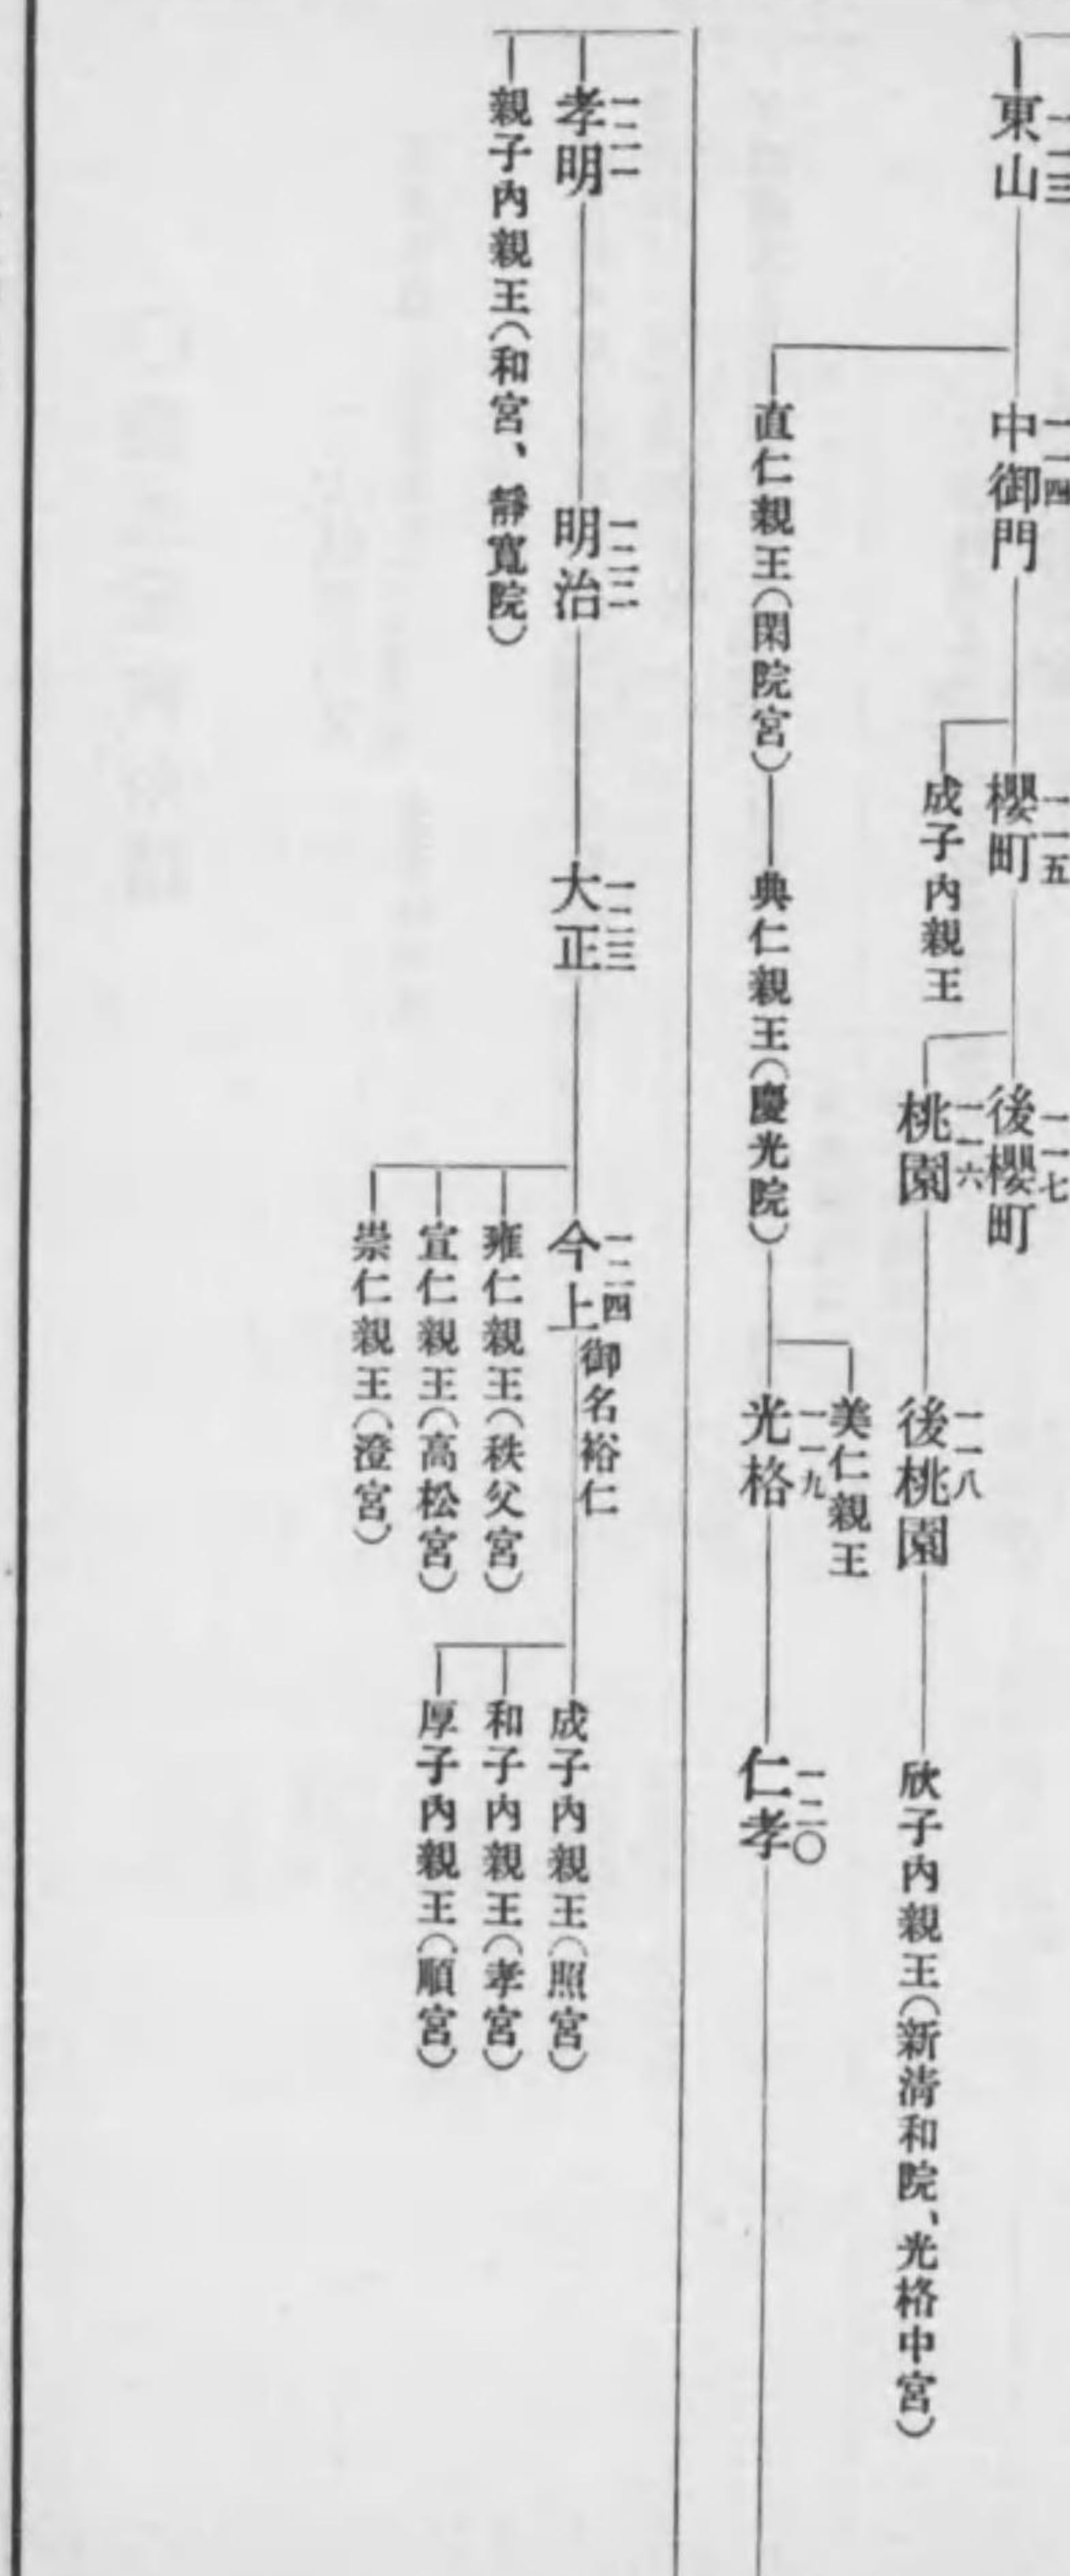 一一三
東山
一一四
中御門
一一五
櫻町
一一七
後櫻町
成子內親王
一一六
桃園
一一八
後桃園
欣子內親王(新淸和院、光格中宮)
直仁親王(閑院宮)
典仁親王(慶光院)
美仁親王
一一九
光格
一二〇
仁孝
一二一
孝明
一二二
明治
一二三
大正
一二四
今上
御名裕仁
成子內親王(照宮)
親子內親王(和宮、靜寬院)
雍仁親王(秩父宮)
和子內親王(孝宮)
宣仁親王(高松宮)
厚子內親王(順宮)
崇仁親王(澄宮)